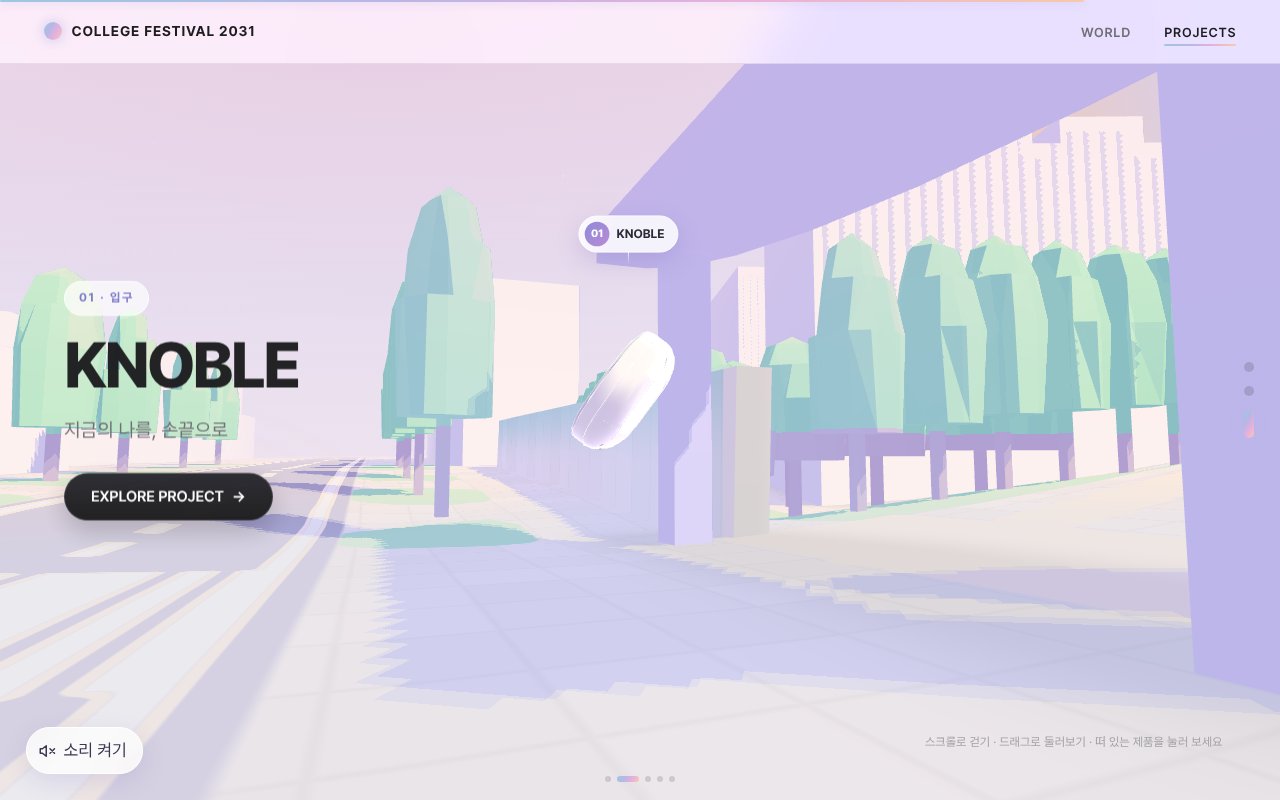 COLLEGE FESTIVAL 2031
WORLD
PROJECTS
01 KNOBLE
01 · 입구
KNOBLE
지금의 나를, 손끝으로
EXPLORE PROJECT →
소리 켜기
스크롤로 걷기 · 드래그로 둘러보기 · 떠 있는 제품을 눌러 보세요